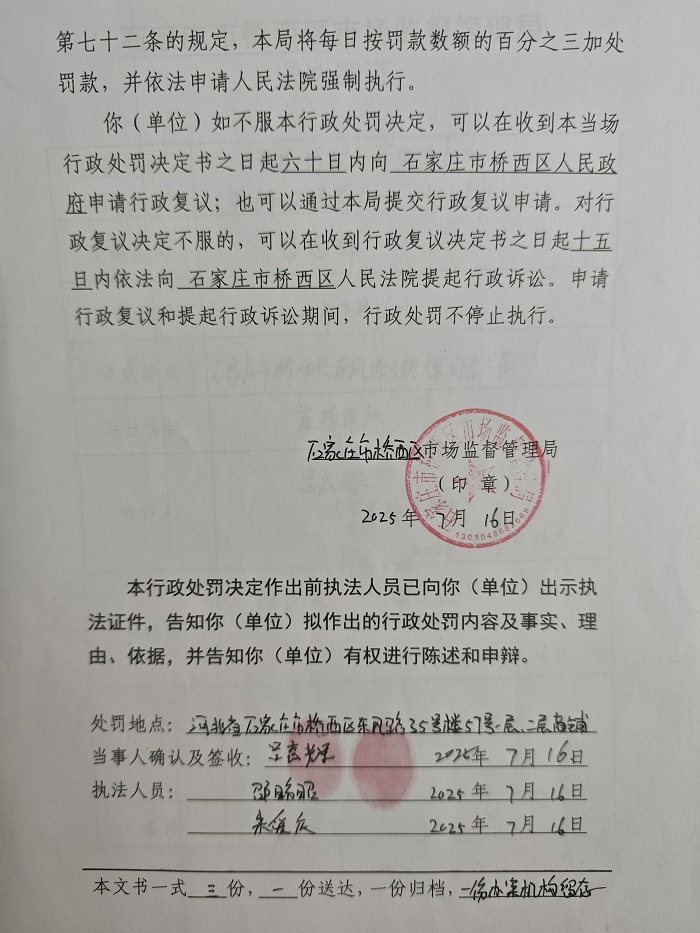 第七十二条的规定，本局将每日按罚款数额的百分之三加处
罚款，并依法申请人民法院强制执行。
你（单位）如不服本行政处罚决定，可以在收到本当场
行政处罚决定书之日起六十日内向 石家庄市桥西区人民政
府申请行政复议；也可以通过本局提交行政复议申请。对行
政复议决定不服的，可以在收到行政复议决定书之日起十五
日内依法向 石家庄市桥西区人民法院提起行政诉讼。申请
行政复议和提起行政诉讼期间，行政处罚不停止执行。
石家庄市桥西区市场监督管理局
（印 章）
2025年 7月 16日
石家庄市桥西区市场监督管理局
本行政处罚决定作出前执法人员已向你（单位）出示执
法证件，告知你（单位）拟作出的行政处罚内容及事实、理
由、依据，并告知你（单位）有权进行陈述和申辩。
处罚地点：河北省石家庄市桥西区东风路35号楼57号一层、二层商铺
当事人确认及签收： 2025年 7月16日
执法人员： 2025年 7月16日
2025年 7月16日
本文书一式 三 份，一 份送达，一份归档，一份办案机构留存